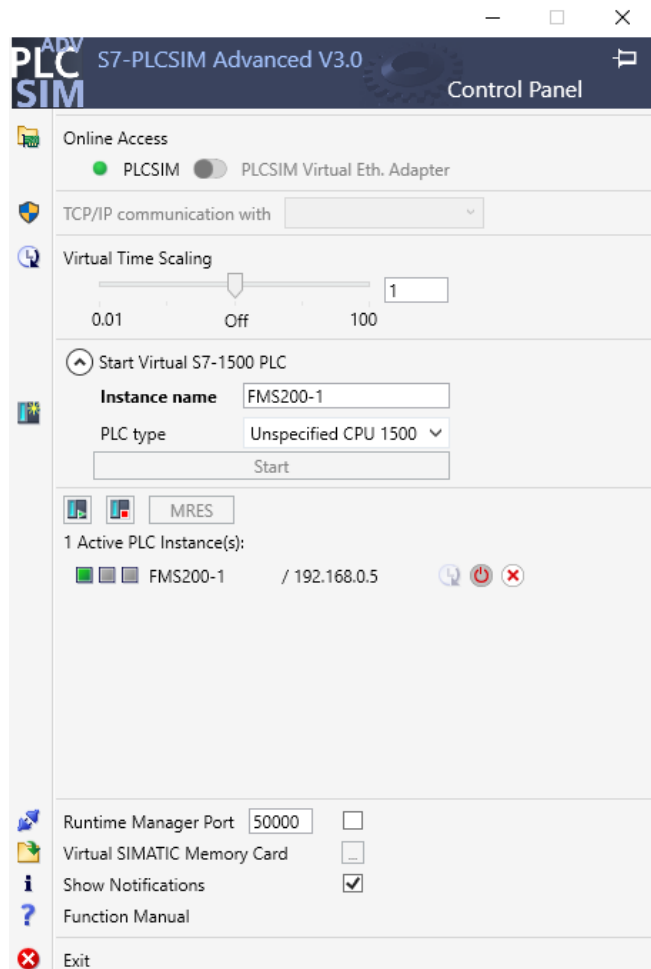 PLC ADV
SIM
S7-PLCSIM Advanced V3.0
Control Panel
Online Access
PLCSIM PLCSIM Virtual Eth. Adapter
TCP/IP communication with
Virtual Time Scaling
1
0.01 Off 100
Start Virtual S7-1500 PLC
Instance name FMS200-1
PLC type Unspecified CPU 1500
Start
MRES
1 Active PLC Instance(s):
FMS200-1 / 192.168.0.5
Runtime Manager Port 50000
Virtual SIMATIC Memory Card ...
Show Notifications
Function Manual
Exit